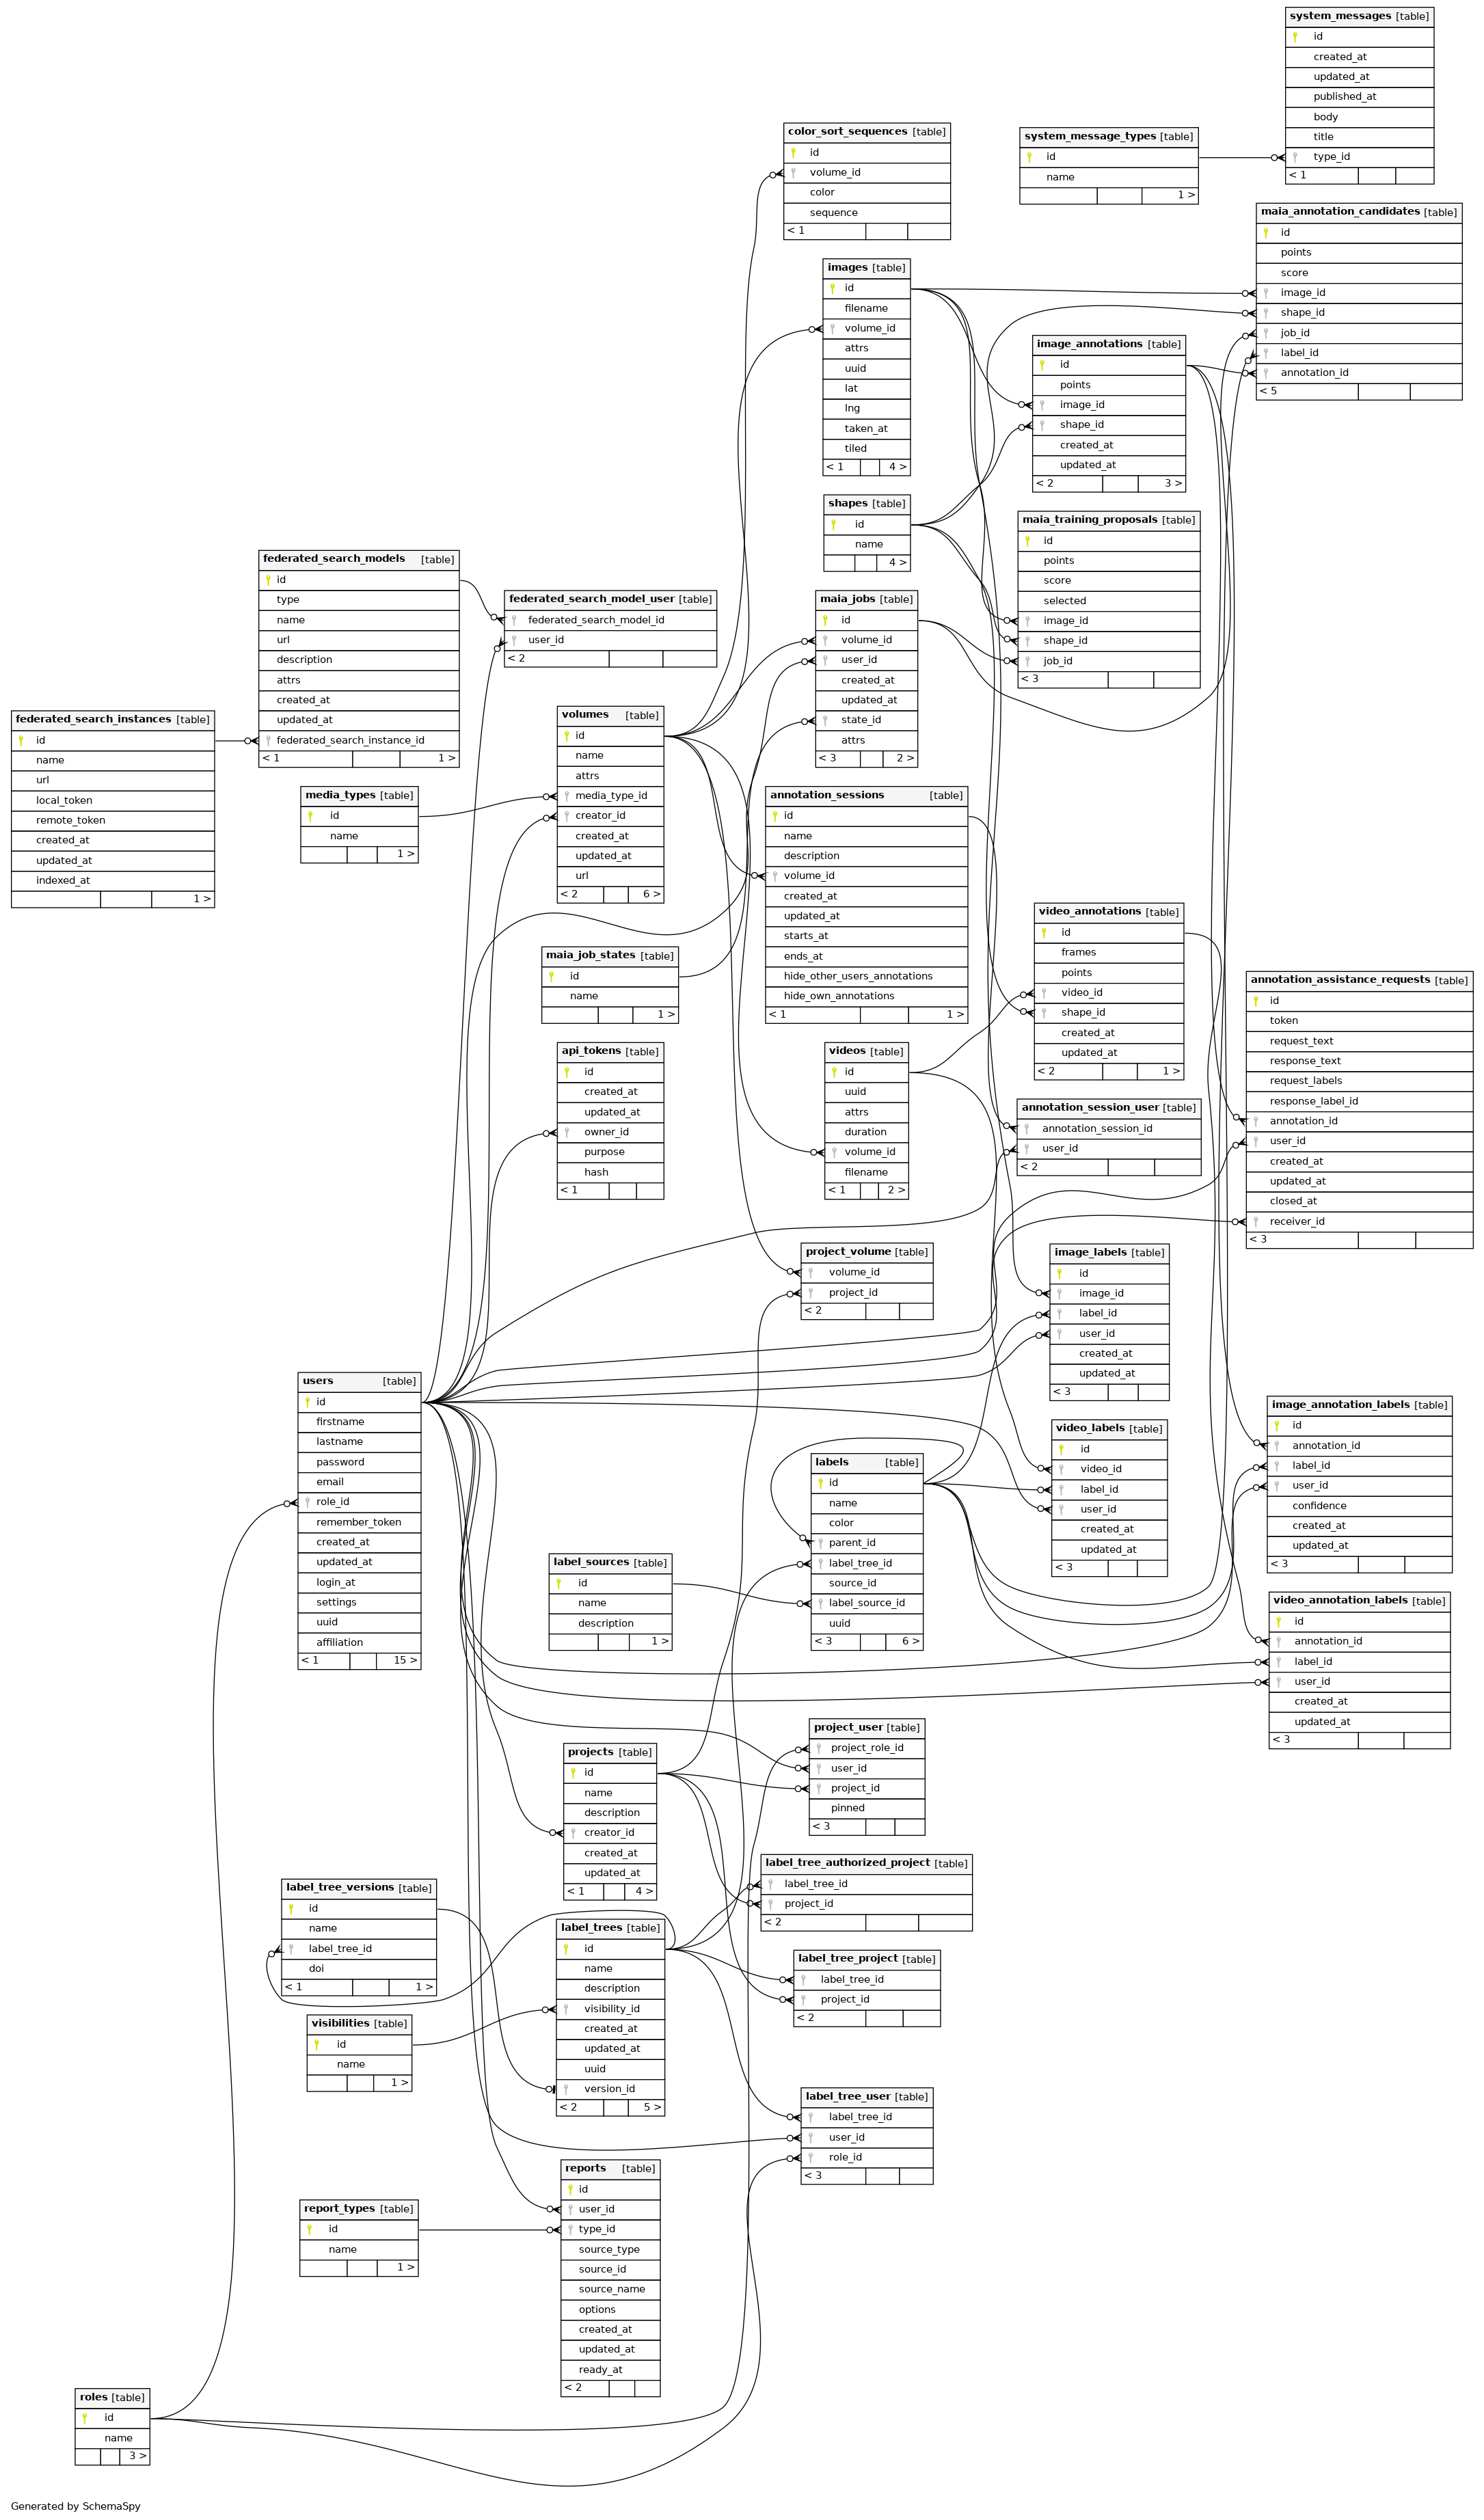 system_messages [table]
id
created_at
updated_at
published_at
body
title
type_id
< 1
color_sort_sequences [table]
id
volume_id
color
sequence
< 1
system_message_types [table]
id
name
1 >
maia_annotation_candidates [table]
id
points
score
image_id
shape_id
job_id
label_id
annotation_id
< 5
images [table]
id
filename
volume_id
attrs
uuid
lat
lng
taken_at
tiled
< 1 4 >
image_annotations [table]
id
points
image_id
shape_id
created_at
updated_at
< 2 3 >
shapes [table]
id
name
4 >
maia_training_proposals [table]
id
points
score
selected
image_id
shape_id
job_id
< 3
federated_search_models [table]
id
type
name
url
description
attrs
created_at
updated_at
federated_search_instance_id
< 1 1 >
federated_search_model_user [table]
federated_search_model_id
user_id
< 2
maia_jobs [table]
id
volume_id
user_id
created_at
updated_at
state_id
attrs
< 3 2 >
federated_search_instances [table]
id
name
url
local_token
remote_token
created_at
updated_at
indexed_at
1 >
volumes [table]
id
name
attrs
media_type_id
creator_id
created_at
updated_at
url
< 2 6 >
media_types [table]
id
name
1 >
annotation_sessions [table]
id
name
description
volume_id
created_at
updated_at
starts_at
ends_at
hide_other_users_annotations
hide_own_annotations
< 1 1 >
video_annotations [table]
id
frames
points
video_id
shape_id
created_at
updated_at
< 2 1 >
maia_job_states [table]
id
name
1 >
annotation_assistance_requests [table]
id
token
request_text
response_text
request_labels
response_label_id
annotation_id
user_id
created_at
updated_at
closed_at
receiver_id
< 3
api_tokens [table]
id
created_at
updated_at
owner_id
purpose
hash
< 1
videos [table]
id
uuid
attrs
duration
volume_id
filename
< 1 2 >
annotation_session_user [table]
annotation_session_id
user_id
< 2
project_volume [table]
volume_id
project_id
< 2
image_labels [table]
id
image_id
label_id
user_id
created_at
updated_at
< 3
users [table]
id
firstname
lastname
password
email
role_id
remember_token
created_at
updated_at
login_at
settings
uuid
affiliation
< 1 15 >
image_annotation_labels [table]
id
annotation_id
label_id
user_id
confidence
created_at
updated_at
< 3
video_labels [table]
id
video_id
label_id
user_id
created_at
updated_at
< 3
labels [table]
id
name
color
parent_id
label_tree_id
source_id
label_source_id
uuid
< 3 6 >
label_sources [table]
id
name
description
1 >
video_annotation_labels [table]
id
annotation_id
label_id
user_id
created_at
updated_at
< 3
project_user [table]
project_role_id
user_id
project_id
pinned
< 3
projects [table]
id
name
description
creator_id
created_at
updated_at
< 1 4 >
label_tree_authorized_project [table]
label_tree_id
project_id
< 2
label_tree_versions [table]
id
name
label_tree_id
doi
< 1 1 >
label_trees [table]
id
name
description
visibility_id
created_at
updated_at
uuid
version_id
< 2 5 >
label_tree_project [table]
label_tree_id
project_id
< 2
visibilities [table]
id
name
1 >
label_tree_user [table]
label_tree_id
user_id
role_id
< 3
reports [table]
id
user_id
type_id
source_type
source_id
source_name
options
created_at
updated_at
ready_at
< 2
report_types [table]
id
name
1 >
roles [table]
id
name
3 >
Generated by SchemaSpy